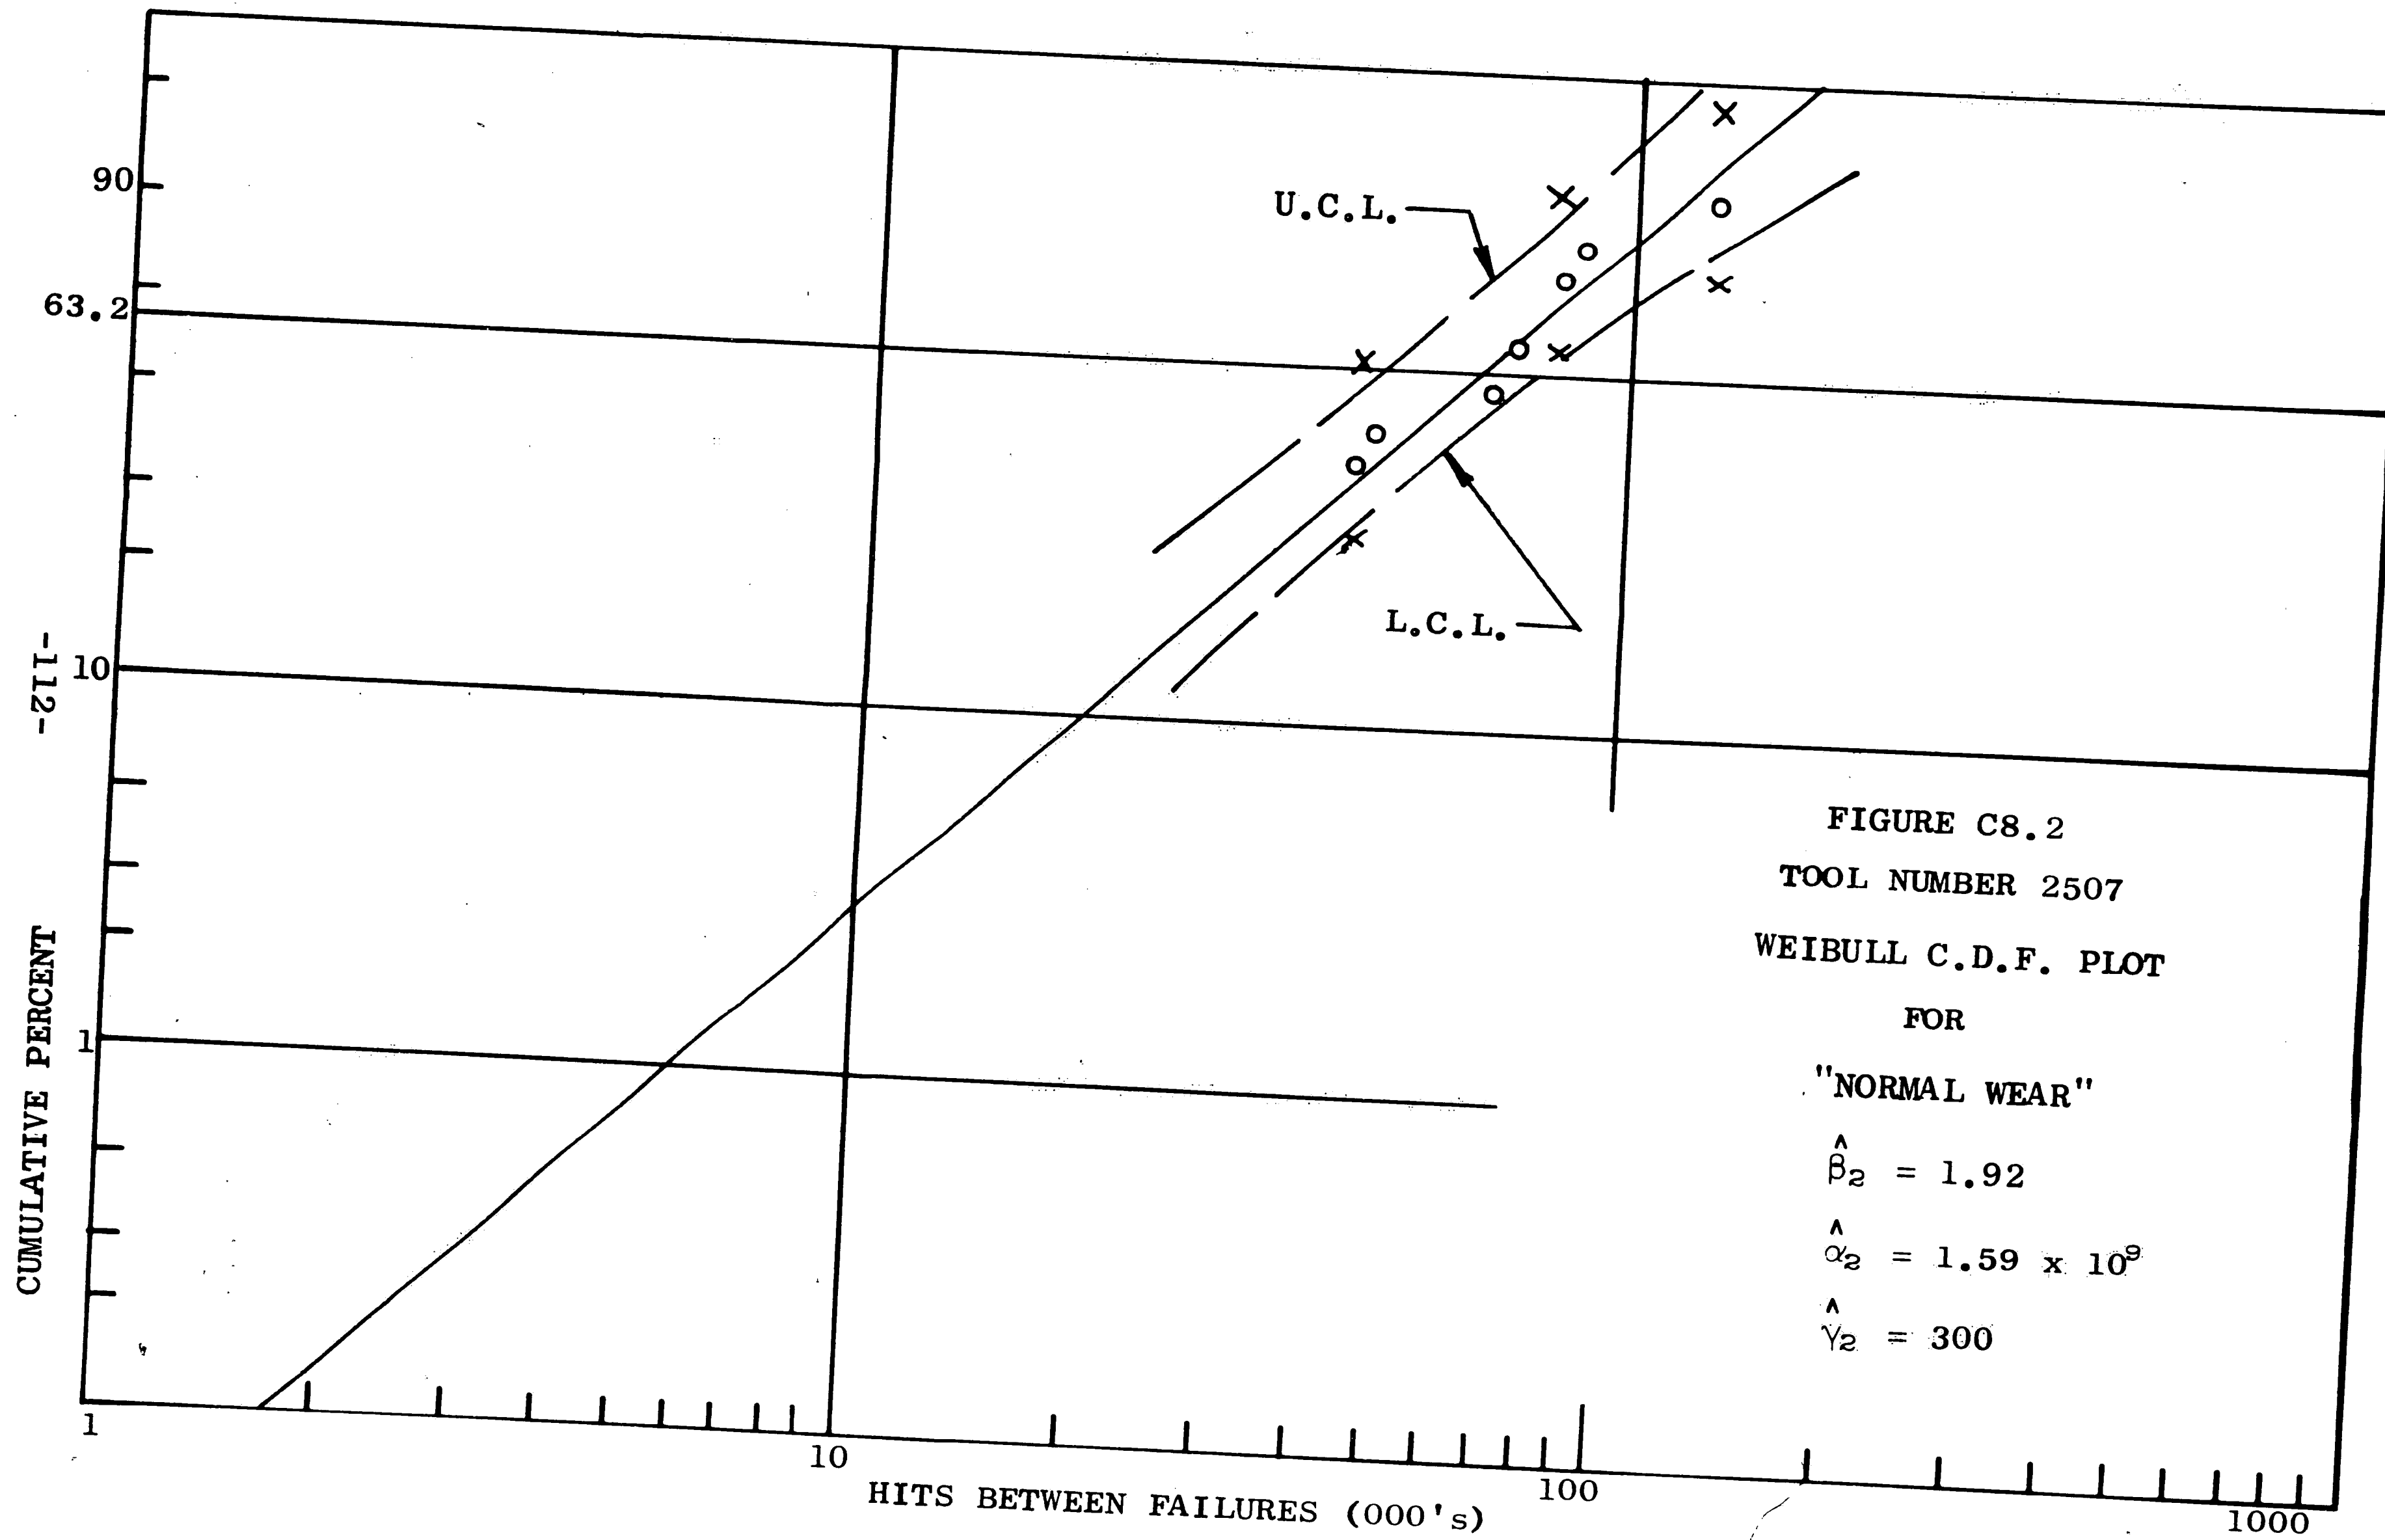 90
63.2
10
1
-112-
CUMULATIVE PERCENT
U.C.L.
L.C.L.
1
10
100
1000
HITS BETWEEN FAILURES (000's)
FIGURE C8.2
TOOL NUMBER 2507
WEIBULL C.D.F. PLOT
FOR
"NORMAL WEAR"
β̂₂ = 1.92
α̂₂ = 1.59 x 10⁹
γ̂₂ = 300